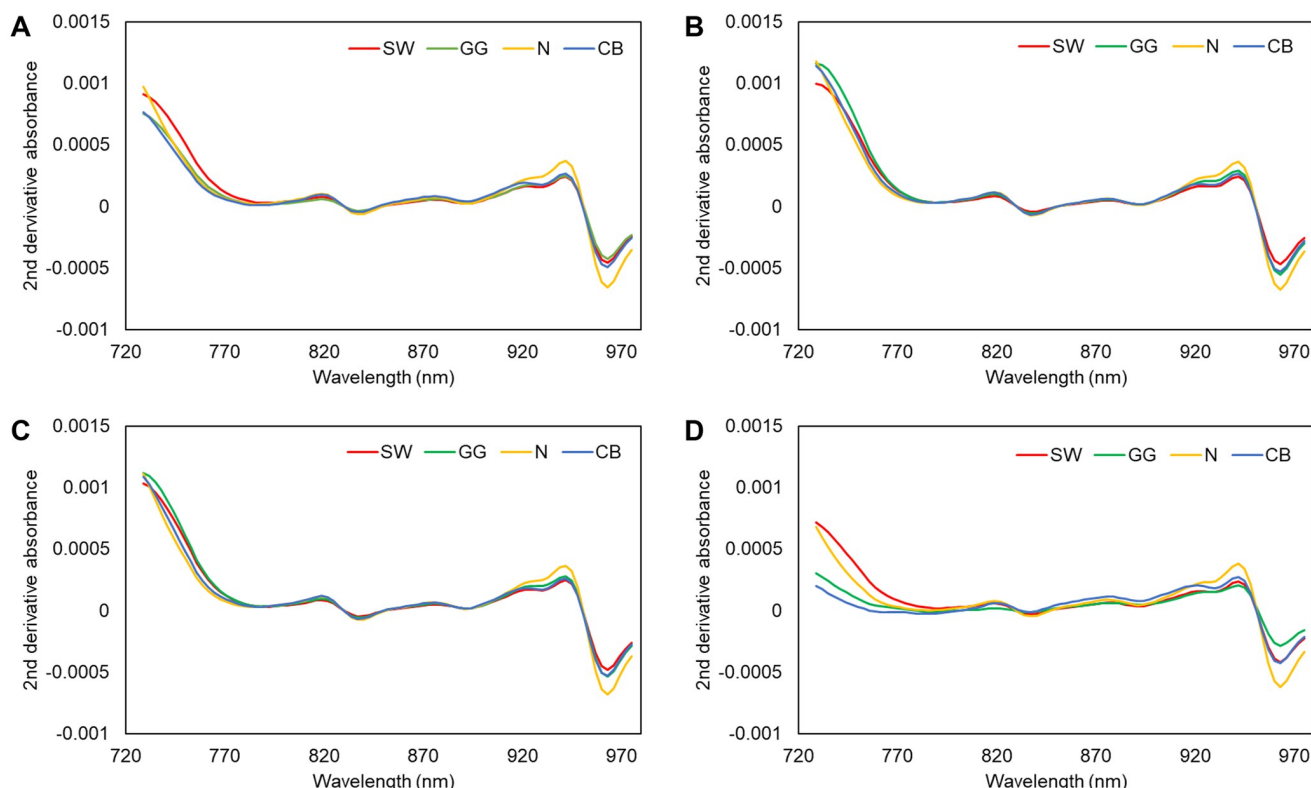 A
2nd derivative absorbance
0.0015
0.001
0.0005
0
-0.0005
-0.001
SW GG N CB
720 770 820 870 920 970
Wavelength (nm)
B
2nd derivative absorbance
0.0015
0.001
0.0005
0
-0.0005
-0.001
SW GG N CB
720 770 820 870 920 970
Wavelength (nm)
C
2nd derivative absorbance
0.0015
0.001
0.0005
0
-0.0005
-0.001
SW GG N CB
720 770 820 870 920 970
Wavelength (nm)
D
2nd derivative absorbance
0.0015
0.001
0.0005
0
-0.0005
-0.001
SW GG N CB
720 770 820 870 920 970
Wavelength (nm)